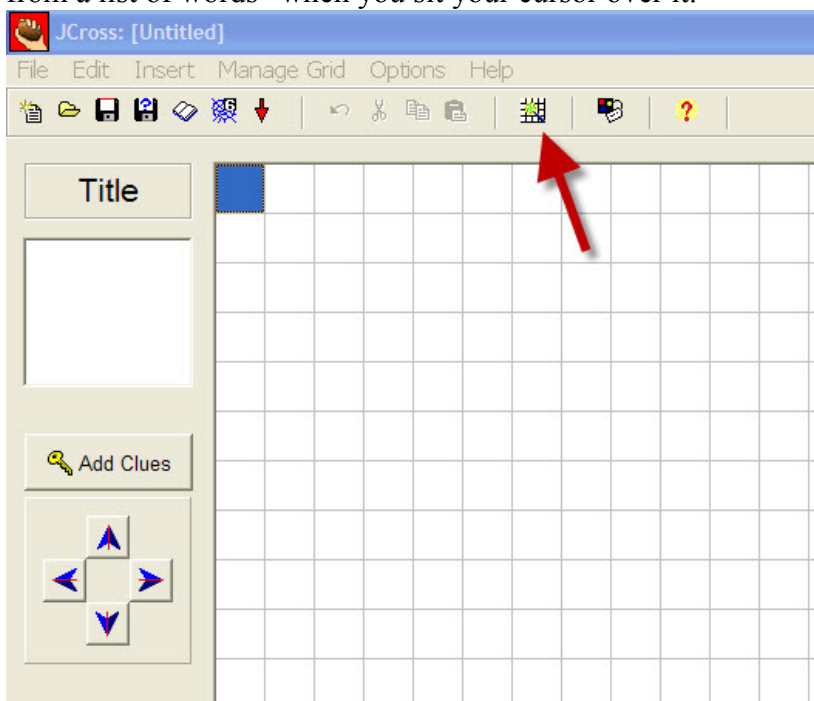 from a list of words" when you sit your cursor over it.
JCross: [Untitled]
File Edit Insert Manage Grid Options Help
Title
Add Clues